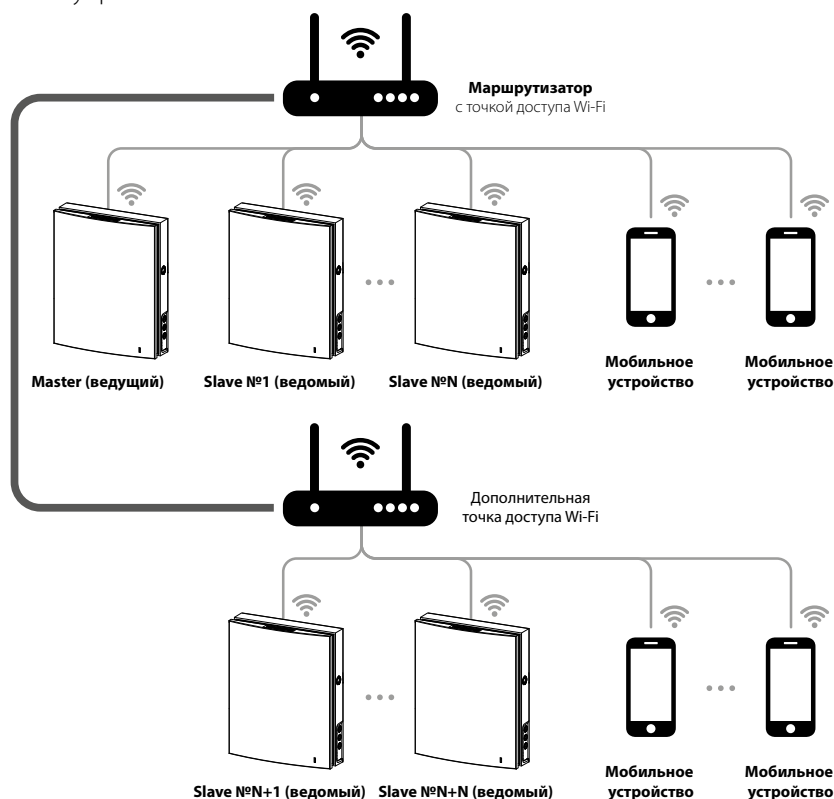 Маршрутизатор
с точкой доступа Wi-Fi
Master (ведущий)
Slave №1 (ведомый)
Slave №N (ведомый)
Мобильное
устройство
Мобильное
устройство
Дополнительная
точка доступа Wi-Fi
Slave №N+1 (ведомый)
Slave №N+N (ведомый)
Мобильное
устройство
Мобильное
устройство